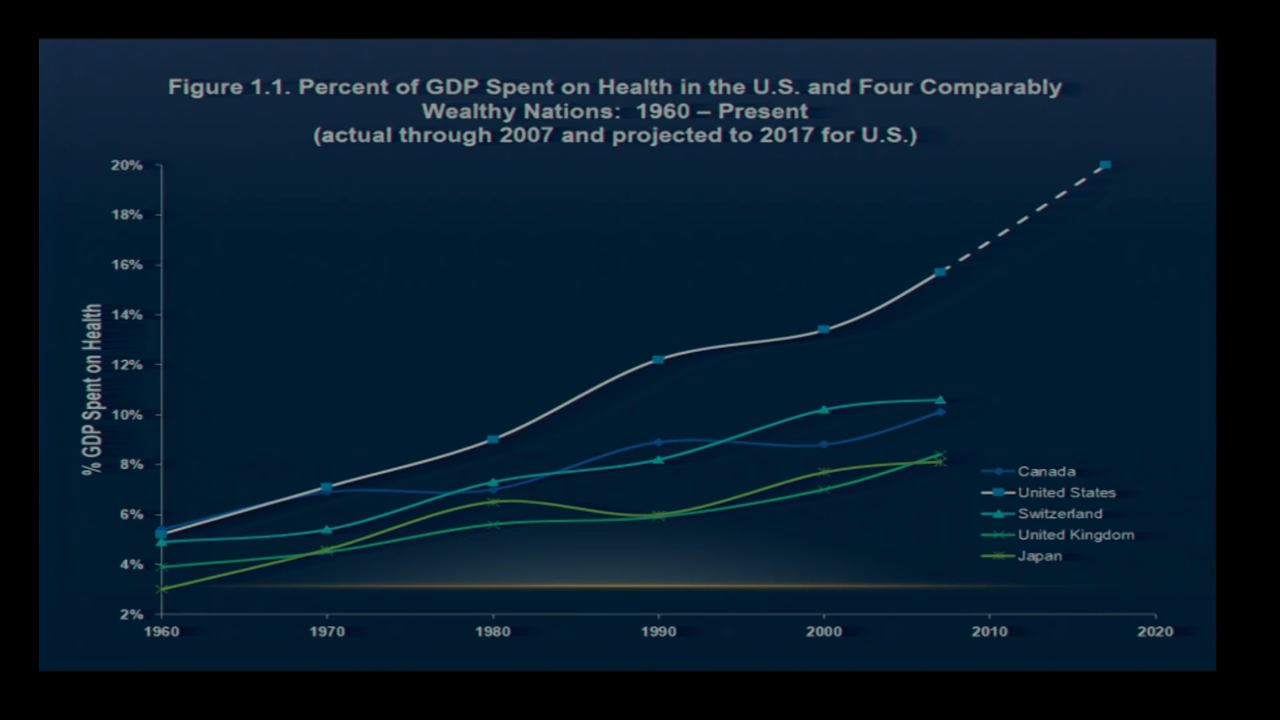 Figure 1.1. Percent of GDP Spent on Health in the U.S. and Four Comparably
Wealthy Nations: 1960 – Present
(actual through 2007 and projected to 2017 for U.S.)
% GDP Spent on Health
20%
18%
16%
14%
12%
10%
8%
6%
4%
2%
1960 1970 1980 1990 2000 2010 2020
Canada
United States
Switzerland
United Kingdom
Japan